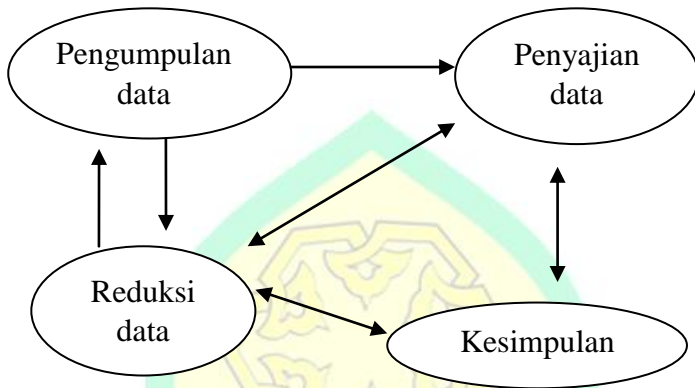 Pengumpulan
data
Penyajian
data
Reduksi
data
Kesimpulan